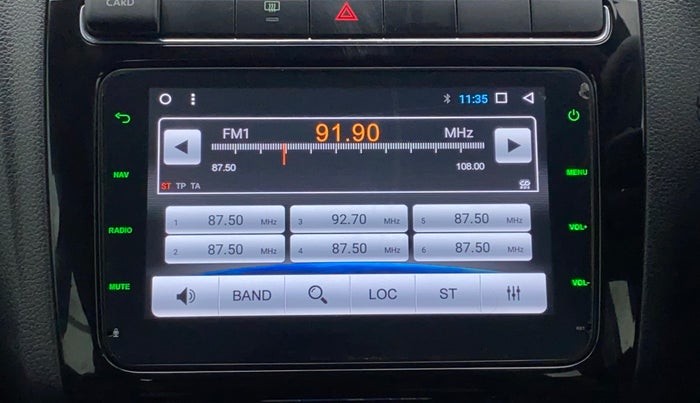 CARD
11:35
FM1 91.90 MHz
87.50 108.00
ST TP TA
1 87.50 MHz 3 92.70 MHz 5 87.50 MHz
2 87.50 MHz 4 87.50 MHz 6 87.50 MHz
BAND LOC ST
NAV
RADIO
MUTE
MENU
VOL+
VOL-